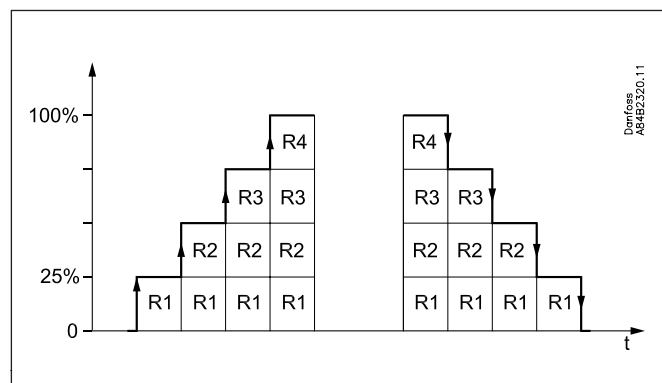 Danfoss
A84B2320.11
100%
R4
R4
R3 R3
R3 R3
R2 R2 R2
R2 R2 R2
25%
R1 R1 R1 R1
R1 R1 R1 R1
0
t